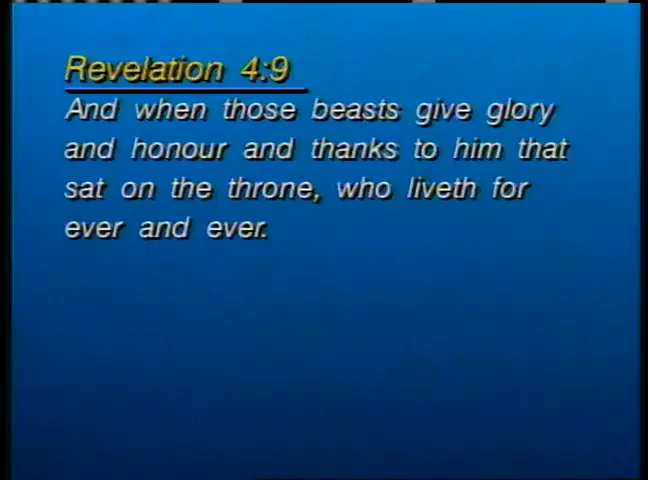 Revelation 4:9
And when those beasts give glory
and honour and thanks to him that
sat on the throne, who liveth for
ever and ever.